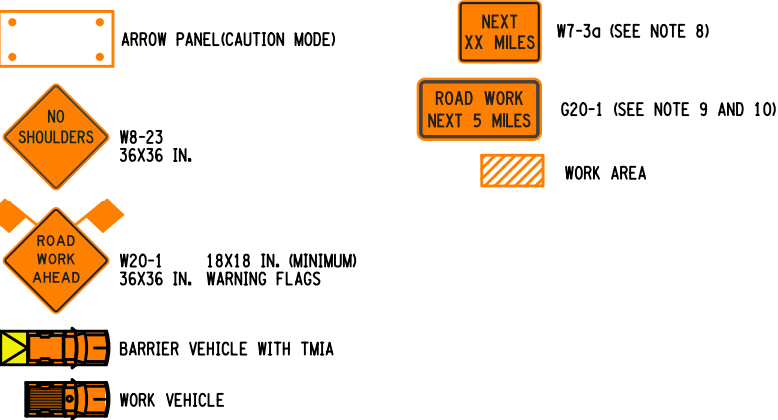 ARROW PANEL(CAUTION MODE)
NO
SHOULDERS
W8-23
36X36 IN.
ROAD
WORK
AHEAD
W20-1 18X18 IN. (MINIMUM)
36X36 IN. WARNING FLAGS
BARRIER VEHICLE WITH TMIA
WORK VEHICLE
NEXT
XX MILES
W7-3a (SEE NOTE 8)
ROAD WORK
NEXT 5 MILES
G20-1 (SEE NOTE 9 AND 10)
WORK AREA